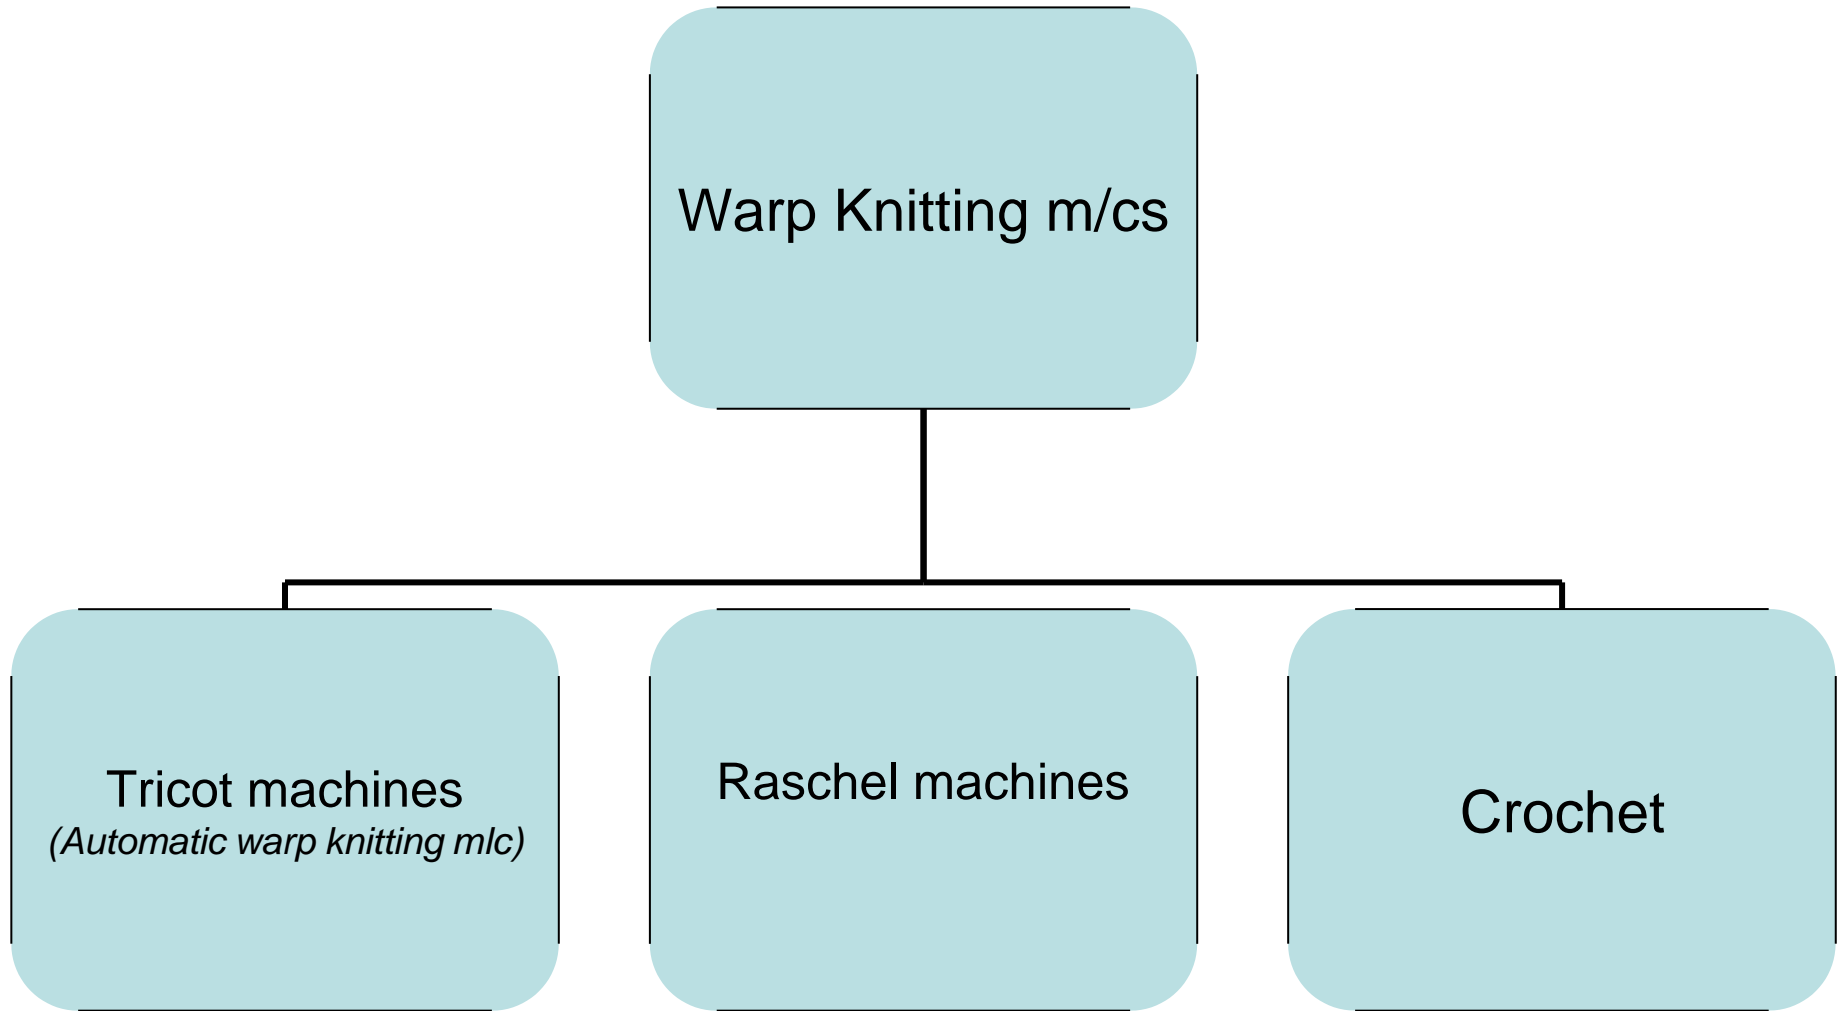 Warp Knitting m/cs
Tricot machines
(Automatic warp knitting mlc)
Raschel machines
Crochet